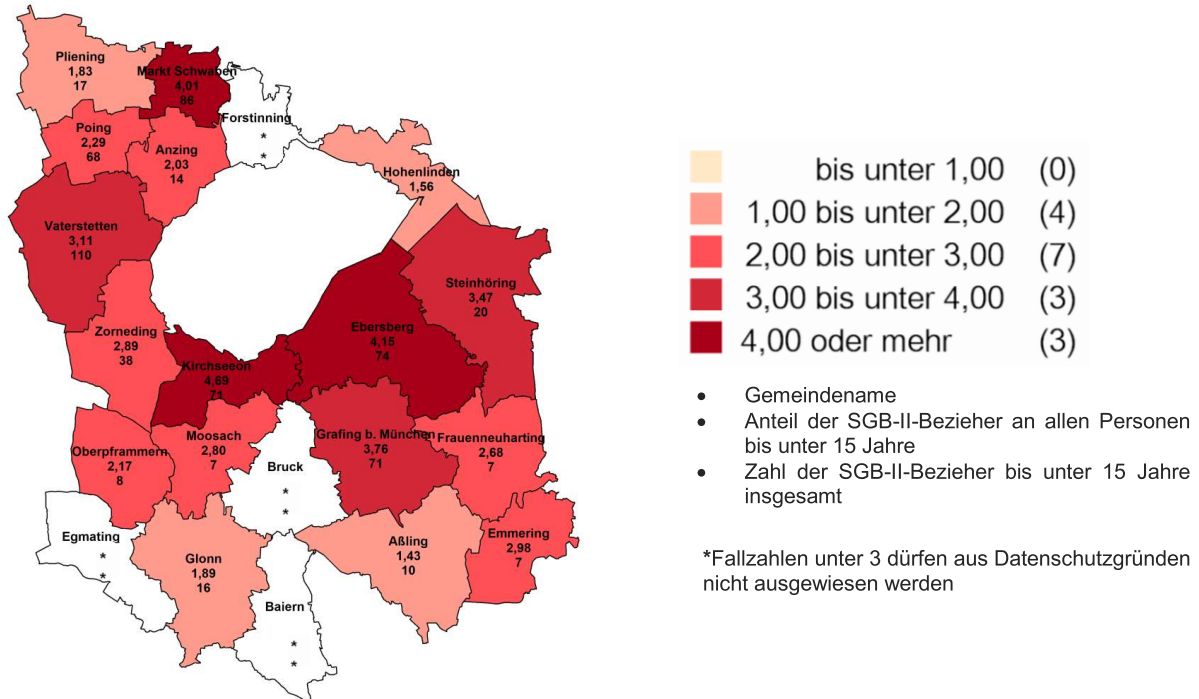 Pliening
1,83
17
Markt Schwaben
4,01
86
Forstinning
*
*
Poing
2,29
68
Anzing
2,03
14
Hohenlinden
1,56
7
Vaterstetten
3,11
110
Steinhöring
3,47
20
Zorneding
2,89
38
Ebersberg
4,15
74
Kirchseeon
4,69
71
Oberpframmern
2,17
8
Moosach
2,80
7
Grafing b. München
3,76
71
Frauenneuharting
2,68
7
Bruck
*
*
Egmating
*
*
Glonn
1,89
16
Aßling
1,43
10
Emmering
2,98
7
Baiern
*
*
bis unter 1,00 (0)
1,00 bis unter 2,00 (4)
2,00 bis unter 3,00 (7)
3,00 bis unter 4,00 (3)
4,00 oder mehr (3)
• Gemeindename
• Anteil der SGB-II-Bezieher an allen Personen
bis unter 15 Jahre
• Zahl der SGB-II-Bezieher bis unter 15 Jahre
insgesamt
*Fallzahlen unter 3 dürfen aus Datenschutzgründen
nicht ausgewiesen werden